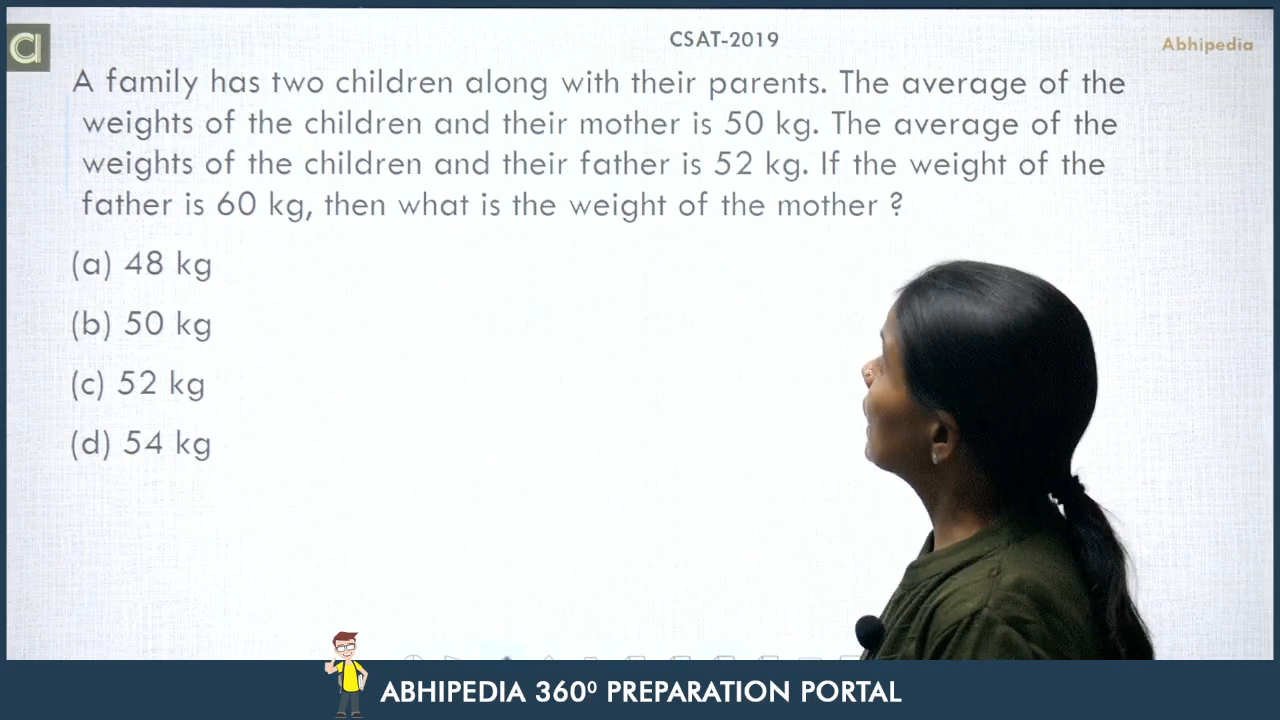 CSAT-2019
Abhipedia
A family has two children along with their parents. The average of the
weights of the children and their mother is 50 kg. The average of the
weights of the children and their father is 52 kg. If the weight of the
father is 60 kg, then what is the weight of the mother ?
(a) 48 kg
(b) 50 kg
(c) 52 kg
(d) 54 kg
ABHIPEDIA 360⁰ PREPARATION PORTAL